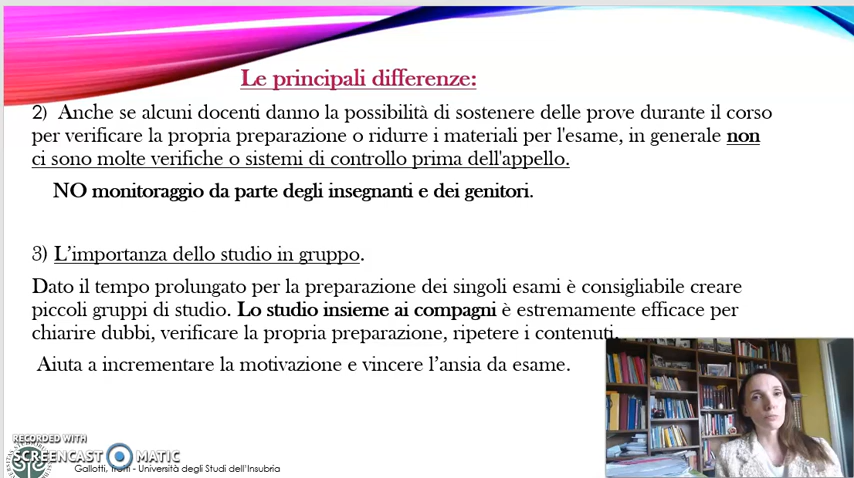 Le principali differenze:
2) Anche se alcuni docenti danno la possibilità di sostenere delle prove durante il corso
per verificare la propria preparazione o ridurre i materiali per l'esame, in generale non
ci sono molte verifiche o sistemi di controllo prima dell'appello.
NO monitoraggio da parte degli insegnanti e dei genitori.
3) L’importanza dello studio in gruppo.
Dato il tempo prolungato per la preparazione dei singoli esami è consigliabile creare
piccoli gruppi di studio. Lo studio insieme ai compagni è estremamente efficace per
chiarire dubbi, verificare la propria preparazione, ripetere i contenuti.
Aiuta a incrementare la motivazione e vincere l’ansia da esame.
RECORDED WITH
SCREENCAST MATIC
Gallotti, - Università degli Studi dell'Insubria